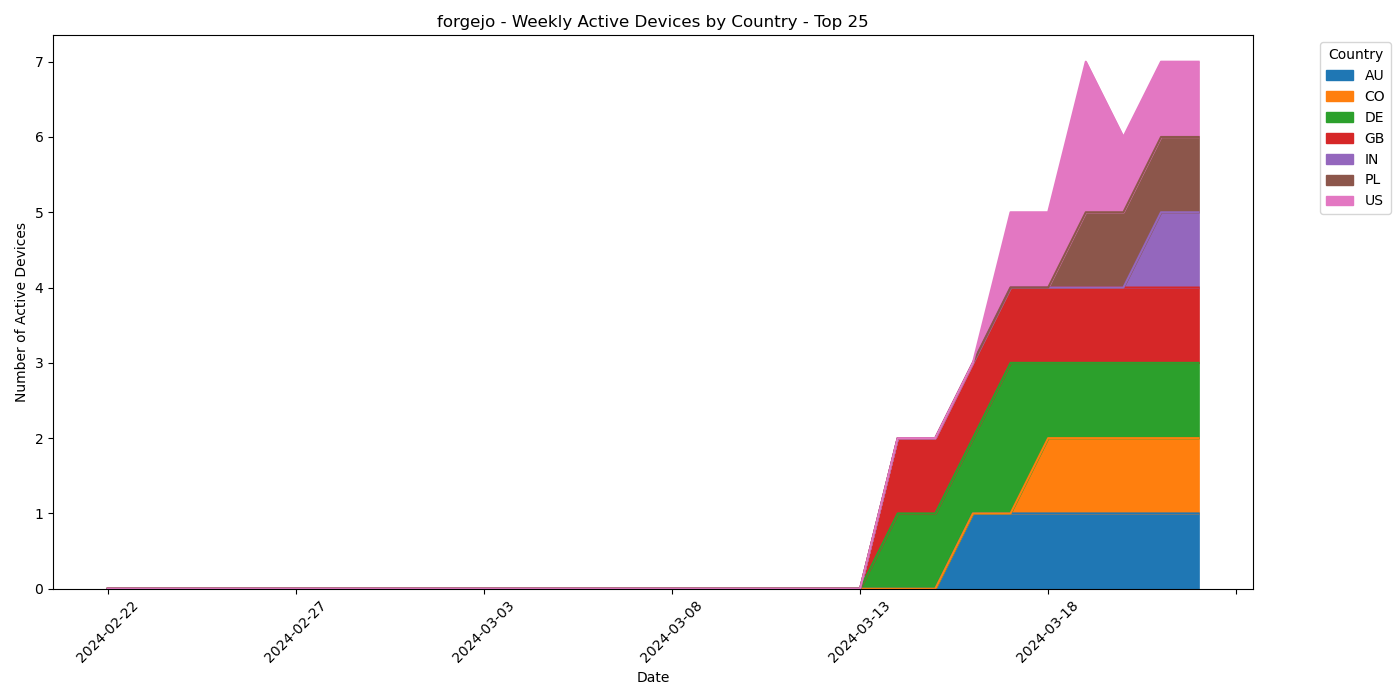 forgejo - Weekly Active Devices by Country - Top 25
Number of Active Devices
7
6
5
4
3
2
1
0
2024-02-22
2024-02-27
2024-03-03
2024-03-08
2024-03-13
2024-03-18
Date
Country
AU
CO
DE
GB
IN
PL
US